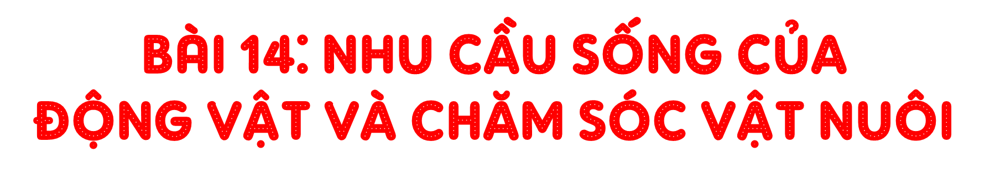 BÀI 14: NHU CẦU SỐNG CỦA
ĐỘNG VẬT VÀ CHĂM SÓC VẬT NUÔI